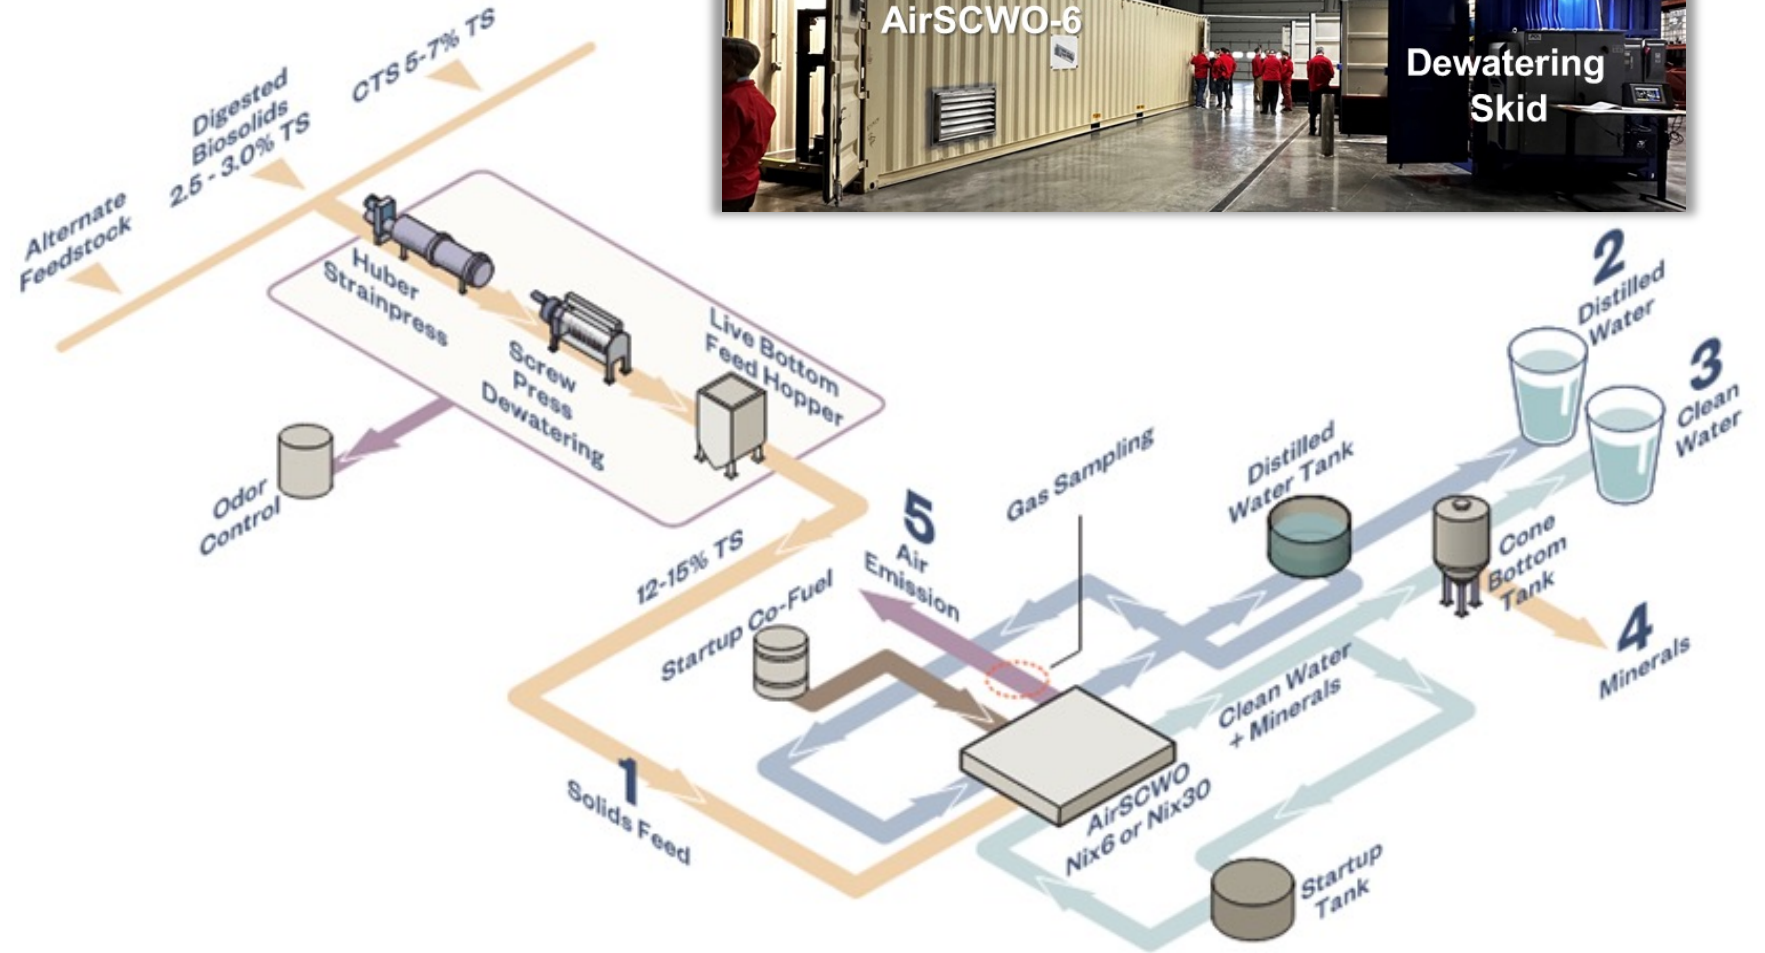 AirSCWO-6
Dewatering
Skid
CTS 5-7% TS
Digested
Biosolids
2.5 - 3.0% TS
Alternate
Feedstock
Huber
Strainpress
Screw
Press
Dewatering
Live Bottom
Feed Hopper
Odor
Control
12-15% TS
Startup Co-Fuel
5
Air
Emission
Gas Sampling
Distilled
Water Tank
2
Distilled
Water
3
Clean
Water
Cone
Bottom
Tank
4
Minerals
Clean Water
+ Minerals
1
Solids Feed
AirSCWO
Nix6 or Nix30
Startup
Tank